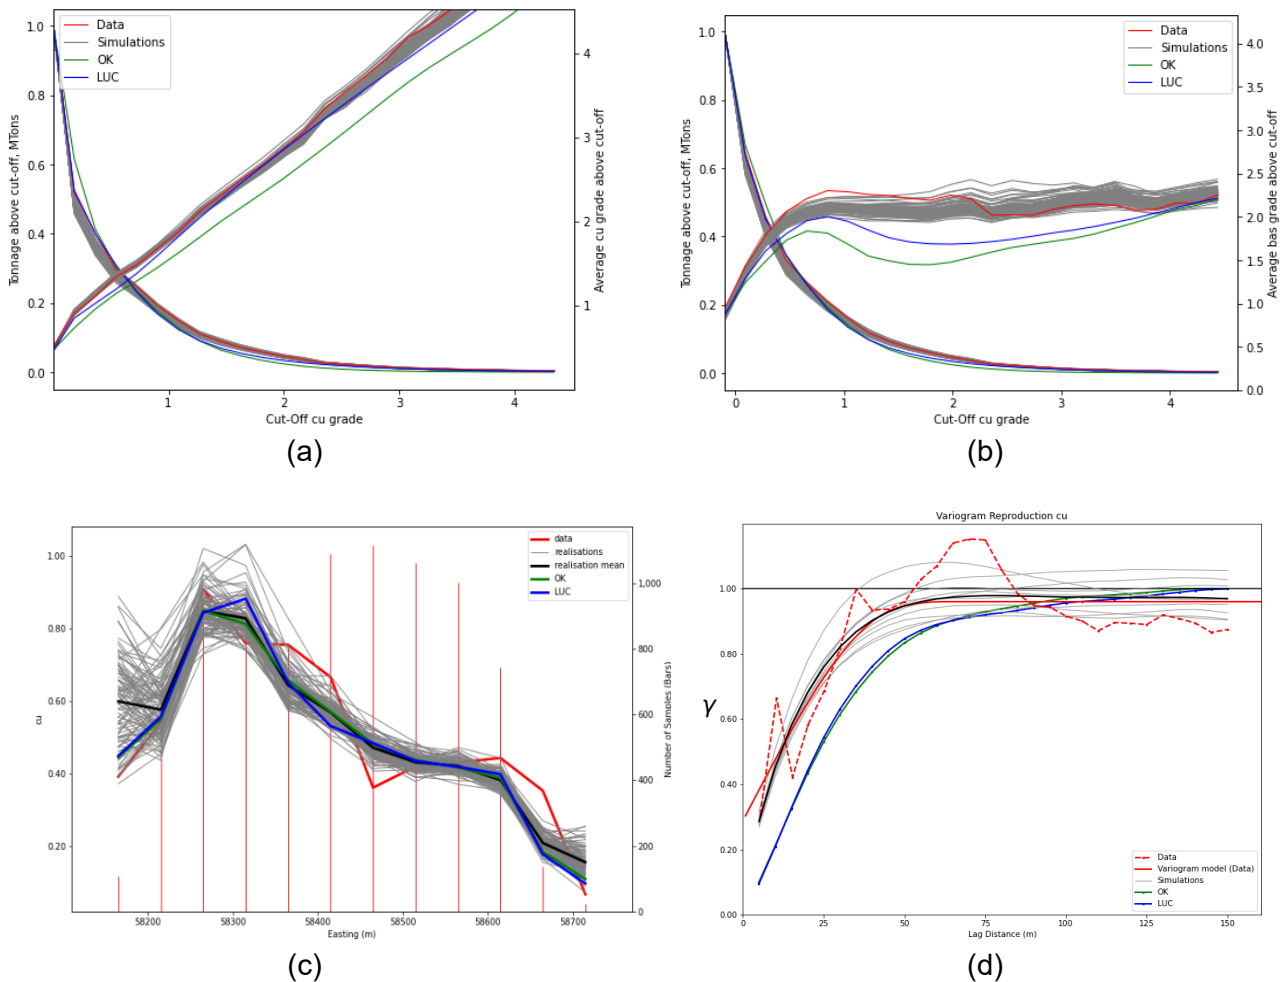 Data
Simulations
OK
LUC
1.0
0.8
0.6
0.4
0.2
0.0
4
3
2
1
1
2
3
4
Tonnage above cut-off, MTons
Average cu grade above cut-off
Cut-Off cu grade
(a)
Data
Simulations
OK
LUC
1.0
0.8
0.6
0.4
0.2
0.0
4.0
3.5
3.0
2.5
2.0
1.5
1.0
0.5
0.0
0
1
2
3
4
Tonnage above cut-off, MTons
Average bas grade above cut-off
Cut-Off cu grade
(b)
data
realisations
realisation mean
OK
LUC
1.00
0.80
0.60
0.40
0.20
cu
1,000
800
600
400
200
0
Number of Samples (Bars)
58200
58300
58400
58500
58600
58700
Easting (m)
(c)
Variogram Reproduction cu
1.00
0.80
0.60
0.40
0.20
0.00
γ
Data
Variogram model (Data)
Simulations
OK
LUC
0
25
50
75
100
125
150
Lag Distance (m)
(d)